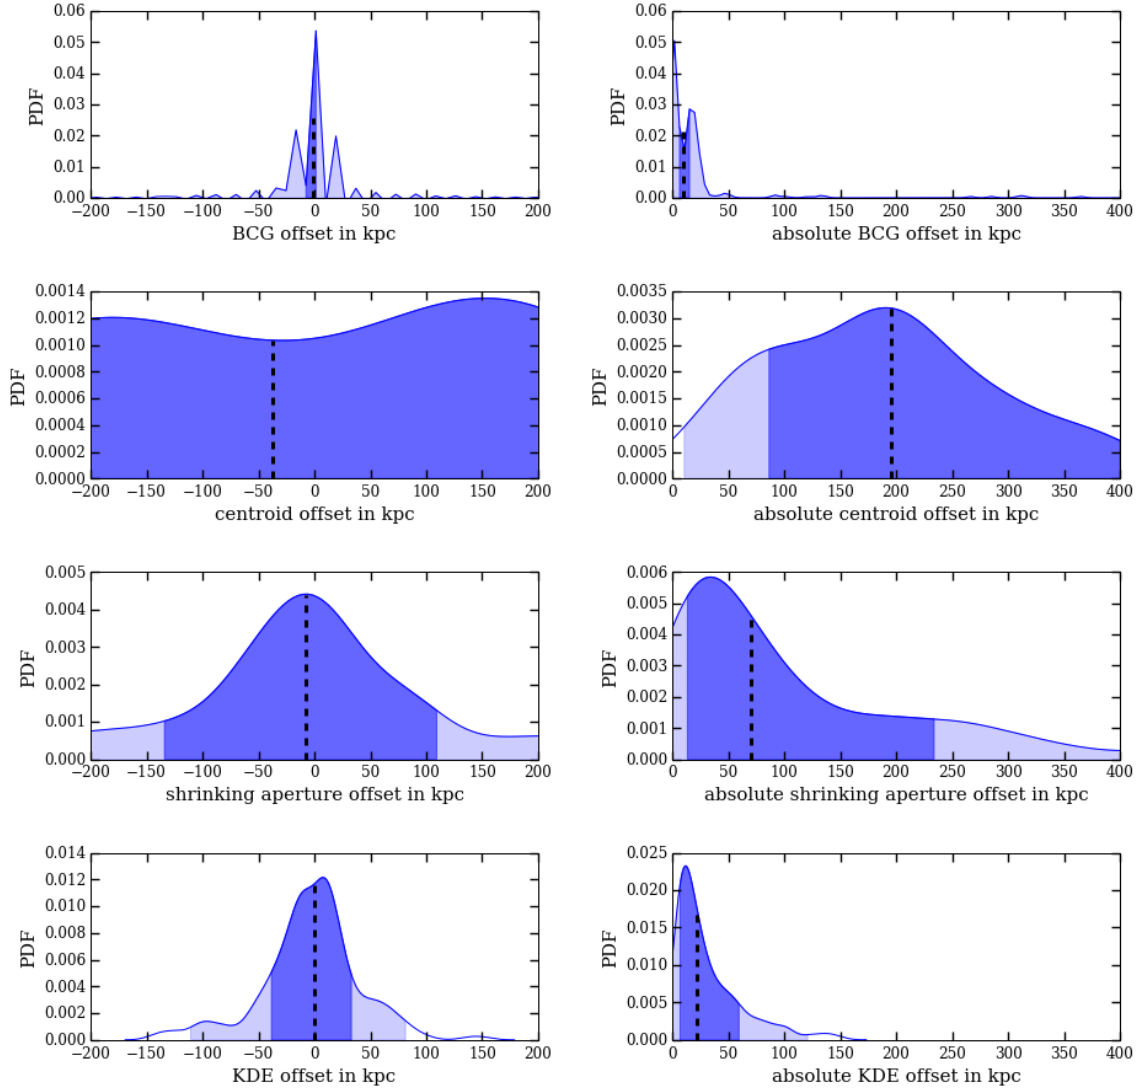 0.06
0.05
0.04
0.03
0.02
0.01
0.00
PDF
−200 −150 −100 −50 0 50 100 150 200
BCG offset in kpc
0.06
0.05
0.04
0.03
0.02
0.01
0.00
PDF
0 50 100 150 200 250 300 350 400
absolute BCG offset in kpc
0.0014
0.0012
0.0010
0.0008
0.0006
0.0004
0.0002
0.0000
PDF
−200 −150 −100 −50 0 50 100 150 200
centroid offset in kpc
0.0035
0.0030
0.0025
0.0020
0.0015
0.0010
0.0005
0.0000
PDF
0 50 100 150 200 250 300 350 400
absolute centroid offset in kpc
0.005
0.004
0.003
0.002
0.001
0.000
PDF
−200 −150 −100 −50 0 50 100 150 200
shrinking aperture offset in kpc
0.006
0.005
0.004
0.003
0.002
0.001
0.000
PDF
0 50 100 150 200 250 300 350 400
absolute shrinking aperture offset in kpc
0.014
0.012
0.010
0.008
0.006
0.004
0.002
0.000
PDF
−200 −150 −100 −50 0 50 100 150 200
KDE offset in kpc
0.025
0.020
0.015
0.010
0.005
0.000
PDF
0 50 100 150 200 250 300 350 400
absolute KDE offset in kpc